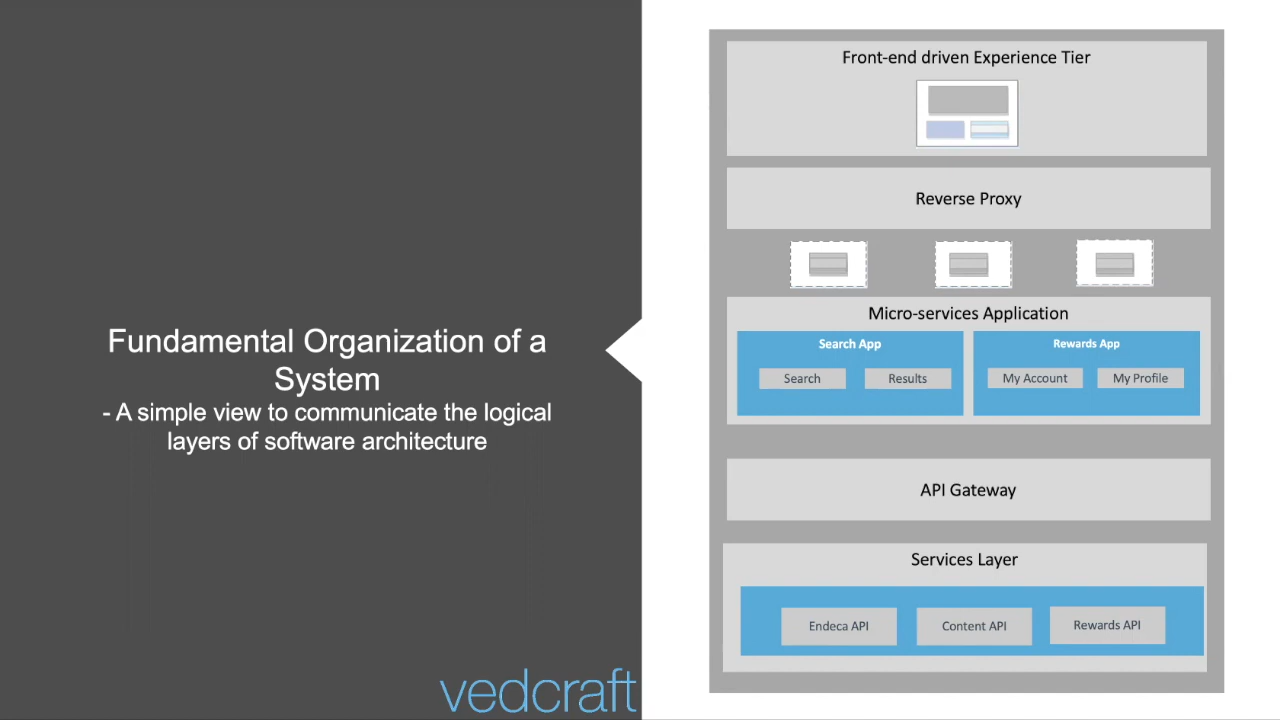 Fundamental Organization of a
System
- A simple view to communicate the logical
layers of software architecture
vedcraft
Front-end driven Experience Tier
Reverse Proxy
Micro-services Application
Search App
Search
Results
Rewards App
My Account
My Profile
API Gateway
Services Layer
Endeca API
Content API
Rewards API